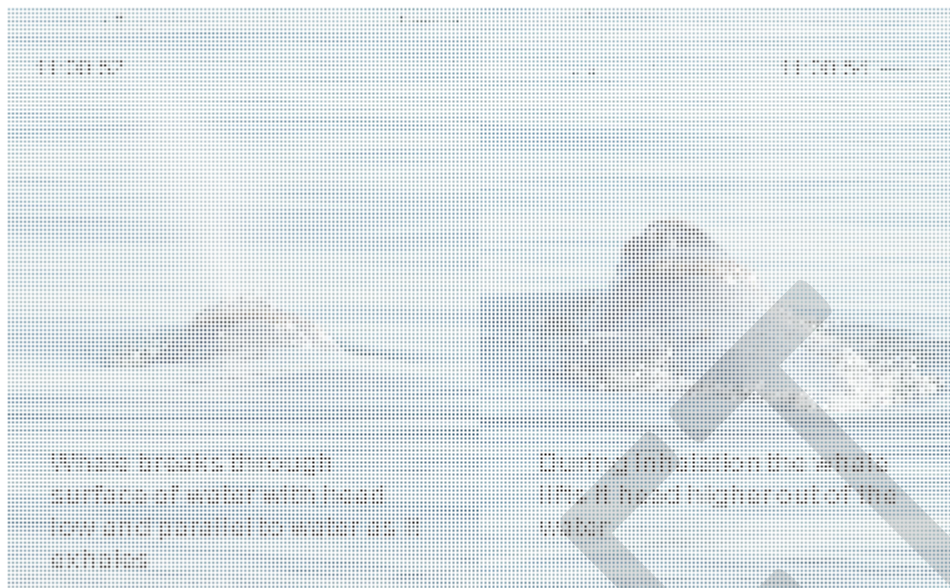 Whale breaks through
surface of water with head
low and parallel to water as it
exhales
During inhalation the whale
lifts it head higher out of the
water